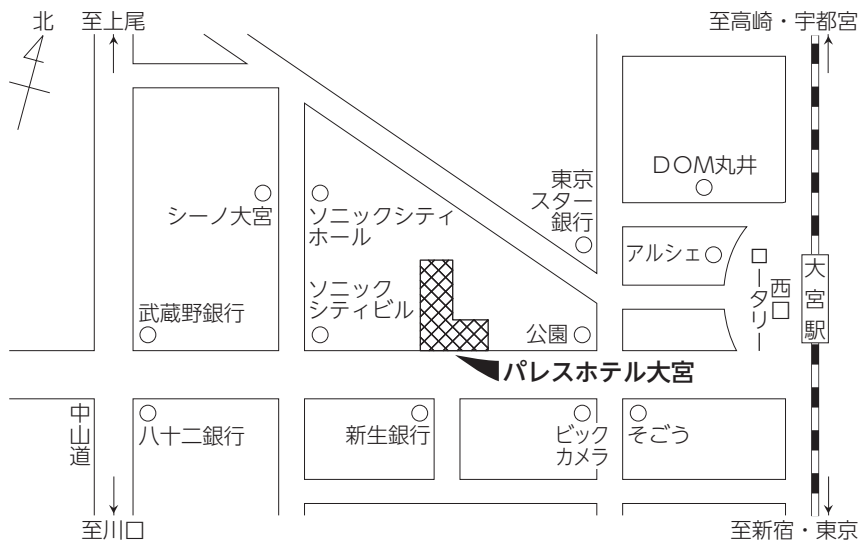 北
至上尾
至高崎・宇都宮
DOM丸井
東京
スター
銀行
シーノ大宮
ソニックシティ
ホール
アルシェ
西口
ロータリー
大宮駅
武蔵野銀行
ソニック
シティビル
公園
パレスホテル大宮
中山道
八十二銀行
新生銀行
ビック
カメラ
そごう
至川口
至新宿・東京